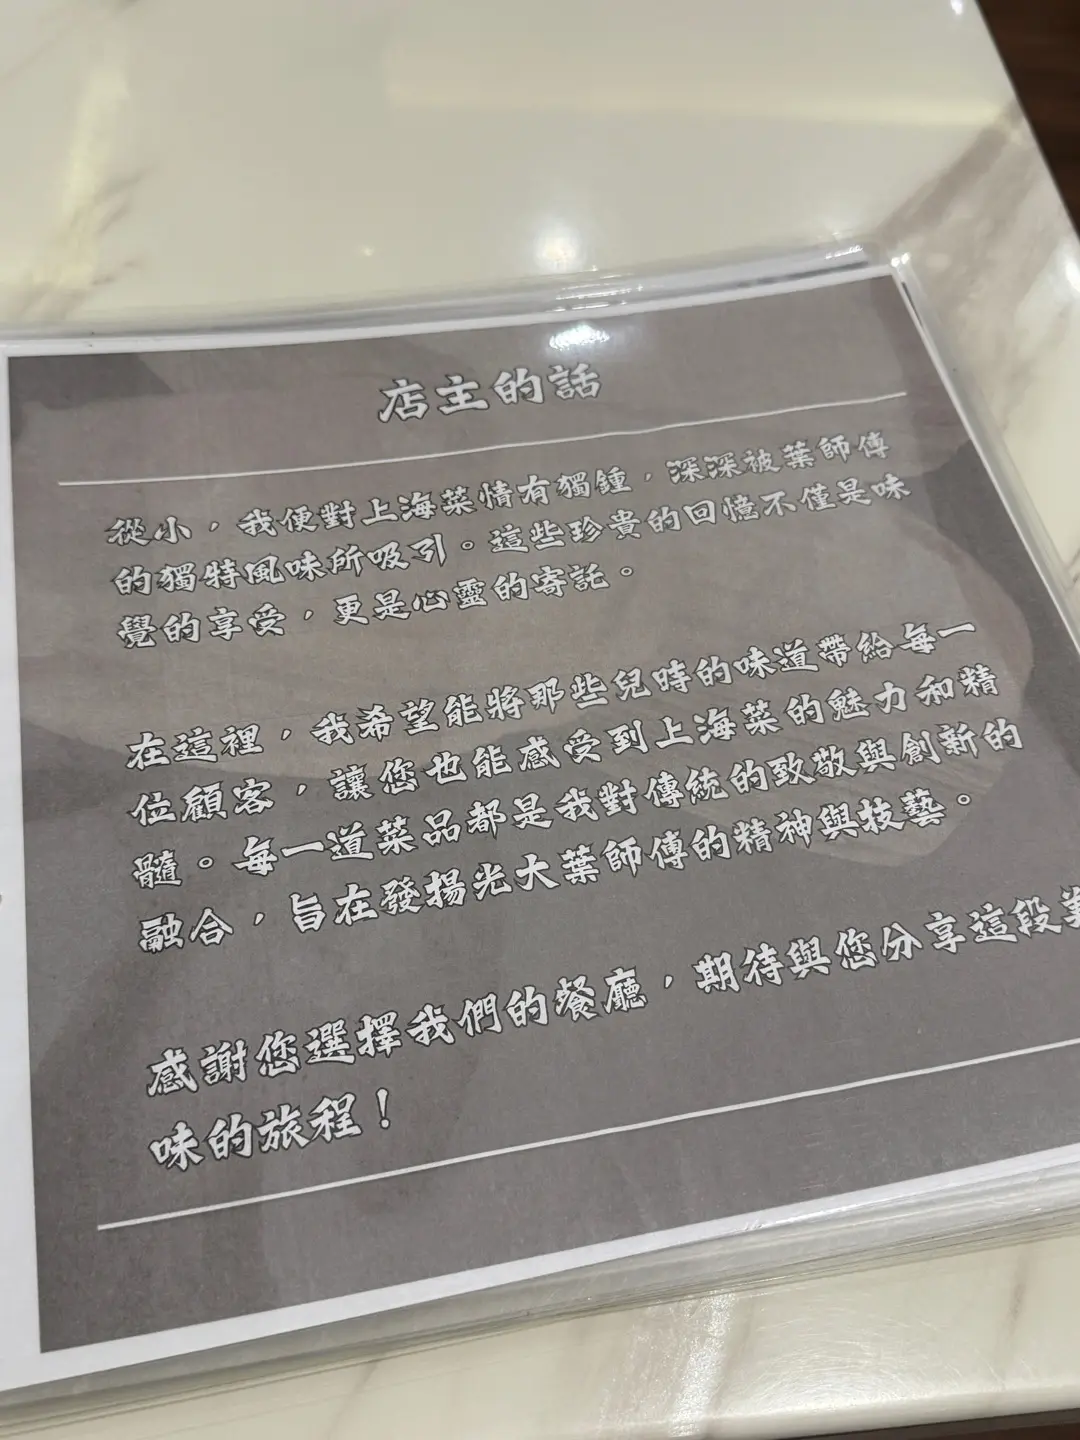 店主的話
從小，我便對上海菜情有獨鍾，深深被葉師傅
的獨特風味所吸引。這些珍貴的回憶不僅是味
覺的享受，更是心靈的寄託。
在這裡，我希望能將那些兒時的味道帶給每一
位顧客，讓您也能感受到上海菜的魅力和精
髓。每一道菜品都是我對傳統的致敬與創新的
融合，旨在發揚光大葉師傅的精神與技藝。
感謝您選擇我們的餐廳，期待與您分享這段美
味的旅程！